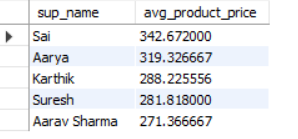 sup_name avg_product_price
Sai 342.672000
Aarya 319.326667
Karthik 288.225556
Suresh 281.818000
Aarav Sharma 271.366667